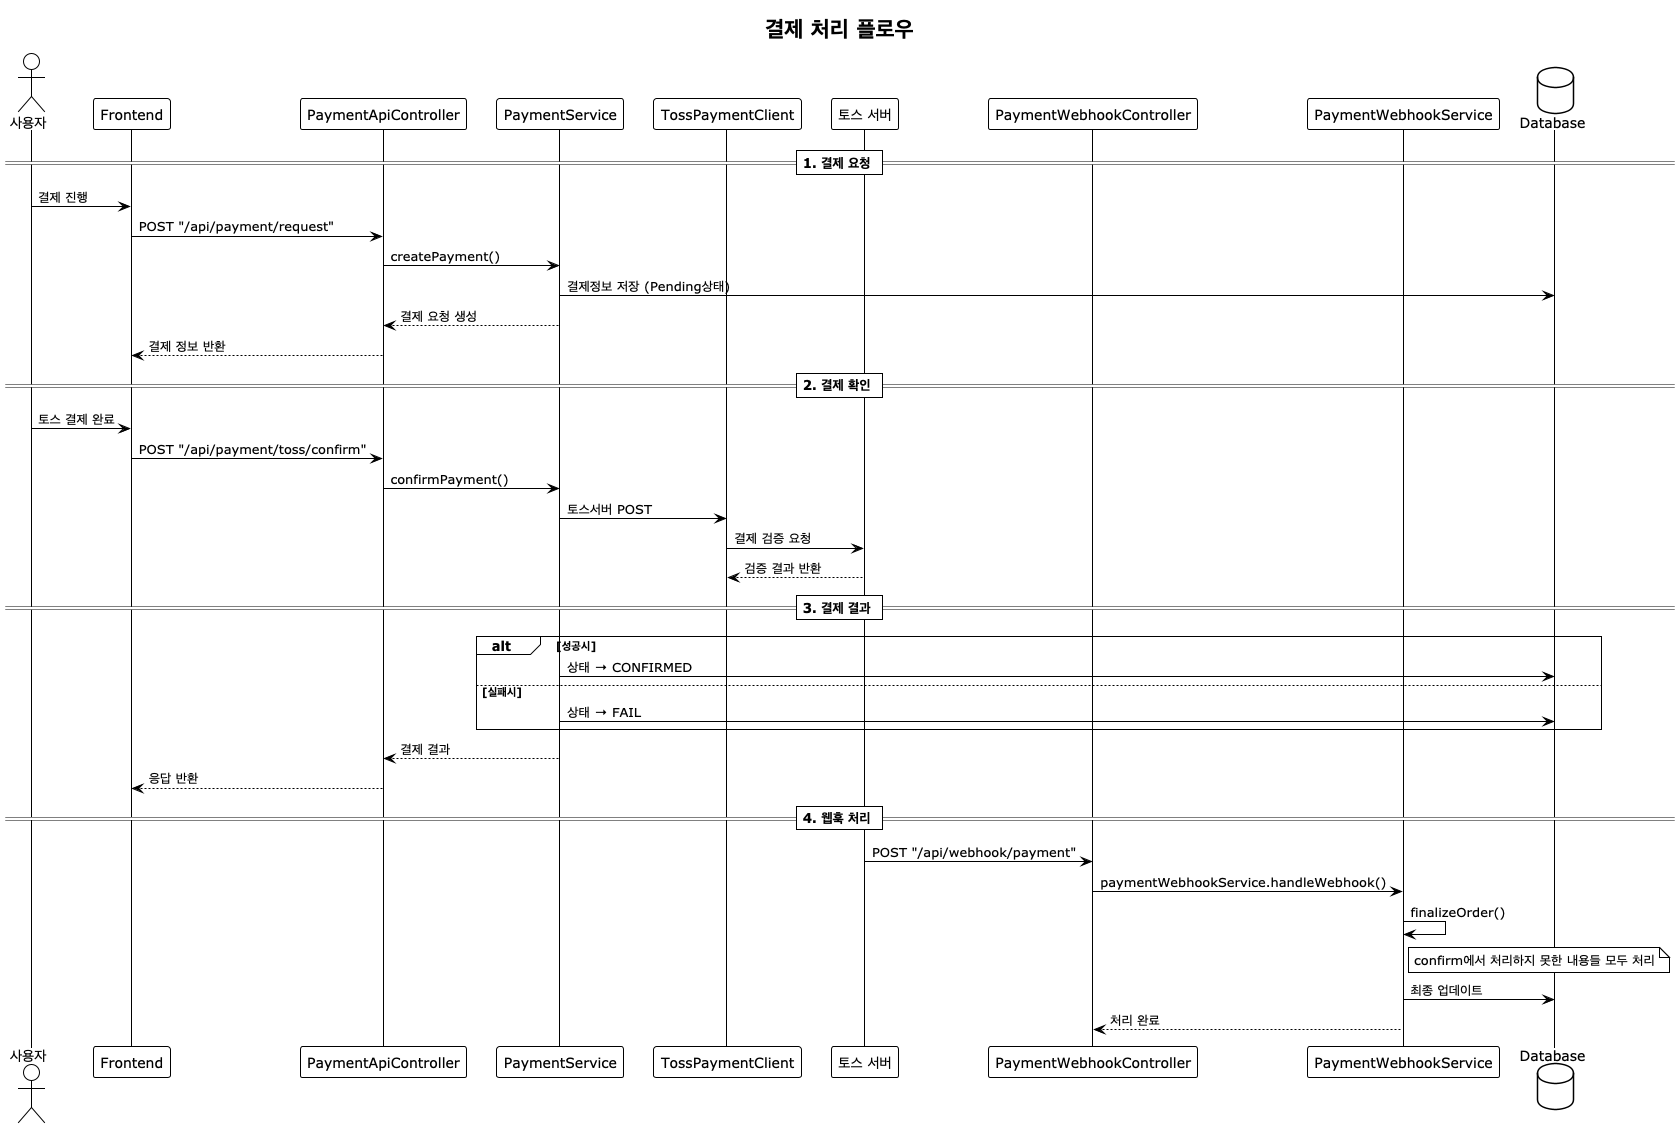 결제 처리 플로우
사용자
Frontend
PaymentApiController
PaymentService
TossPaymentClient
토스 서버
PaymentWebhookController
PaymentWebhookService
Database
1. 결제 요청
결제 진행
POST "/api/payment/request"
createPayment()
결제정보 저장 (Pending상태)
결제 요청 생성
결제 정보 반환
2. 결제 확인
토스 결제 완료
POST "/api/payment/toss/confirm"
confirmPayment()
토스서버 POST
결제 검증 요청
검증 결과 반환
3. 결제 결과
alt
[성공시]
상태 → CONFIRMED
[실패시]
상태 → FAIL
결제 결과
응답 반환
4. 웹훅 처리
POST "/api/webhook/payment"
paymentWebhookService.handleWebhook()
finalizeOrder()
confirm에서 처리하지 못한 내용들 모두 처리
최종 업데이트
처리 완료
사용자
Frontend
PaymentApiController
PaymentService
TossPaymentClient
토스 서버
PaymentWebhookController
PaymentWebhookService
Database